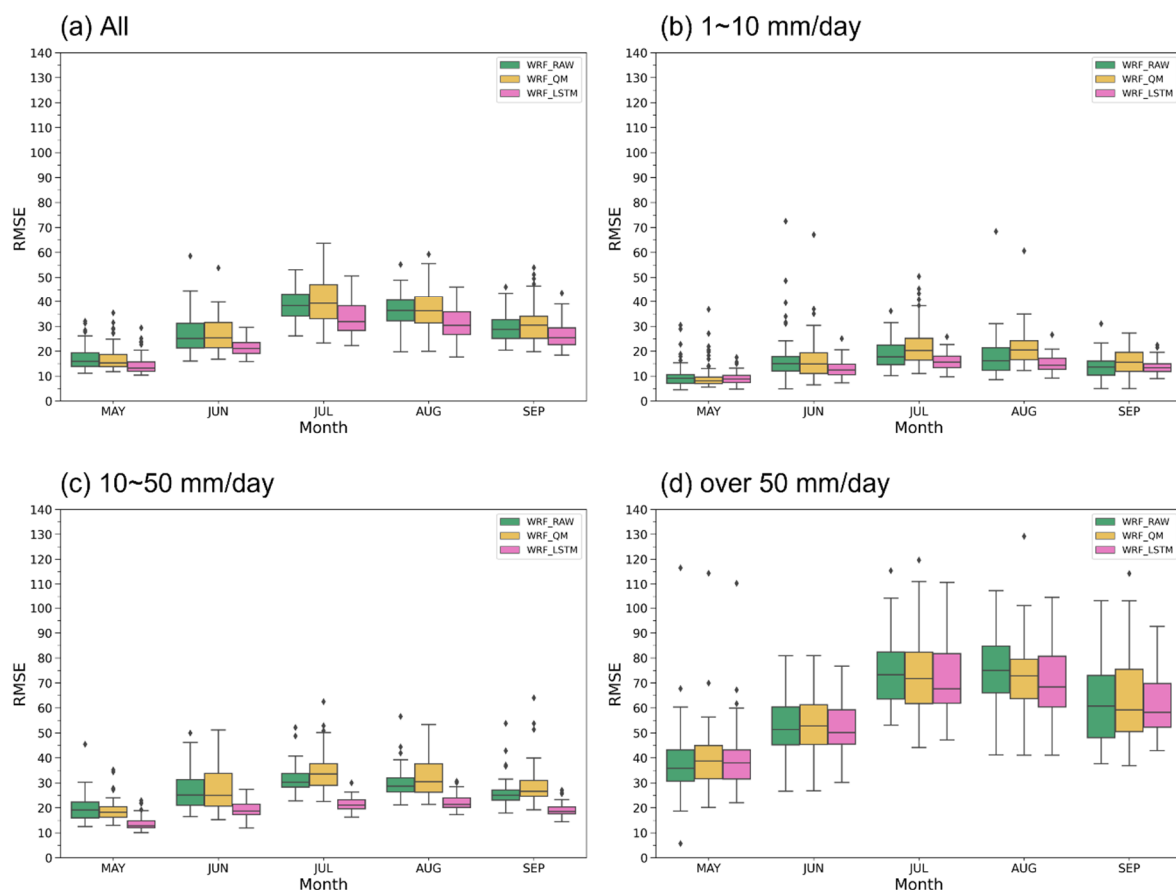 (a) All
140
130
120
110
100
90
80
70
60
50
40
30
20
10
0
RMSE
WRF_RAW
WRF_QM
WRF_LSTM
MAY JUN JUL AUG SEP
Month
(b) 1~10 mm/day
140
130
120
110
100
90
80
70
60
50
40
30
20
10
0
RMSE
WRF_RAW
WRF_QM
WRF_LSTM
MAY JUN JUL AUG SEP
Month
(c) 10~50 mm/day
140
130
120
110
100
90
80
70
60
50
40
30
20
10
0
RMSE
WRF_RAW
WRF_QM
WRF_LSTM
MAY JUN JUL AUG SEP
Month
(d) over 50 mm/day
140
130
120
110
100
90
80
70
60
50
40
30
20
10
0
RMSE
WRF_RAW
WRF_QM
WRF_LSTM
MAY JUN JUL AUG SEP
Month